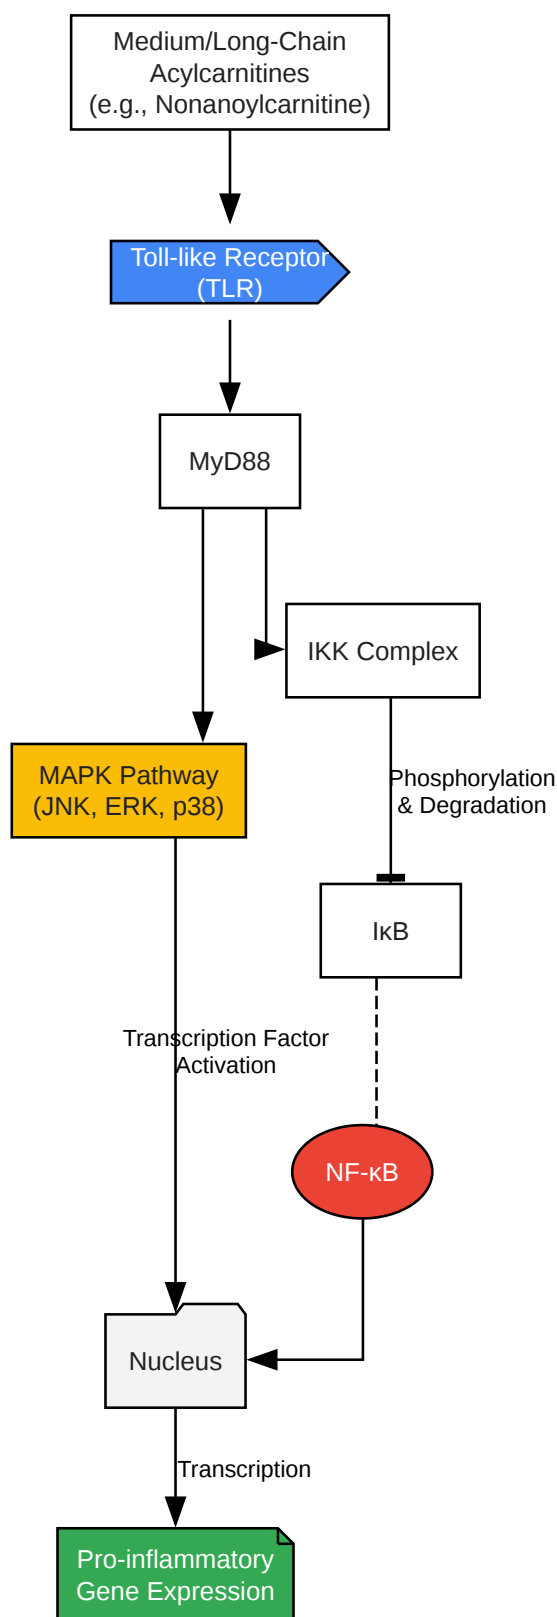 Medium/Long-Chain
Acylcarnitines
(e.g., Nonanoylcarnitine)
Toll-like Receptor
(TLR)
MyD88
IKK Complex
MAPK Pathway
(JNK, ERK, p38)
Phosphorylation
& Degradation
IκB
Transcription Factor
Activation
NF-κB
Nucleus
Transcription
Pro-inflammatory
Gene Expression